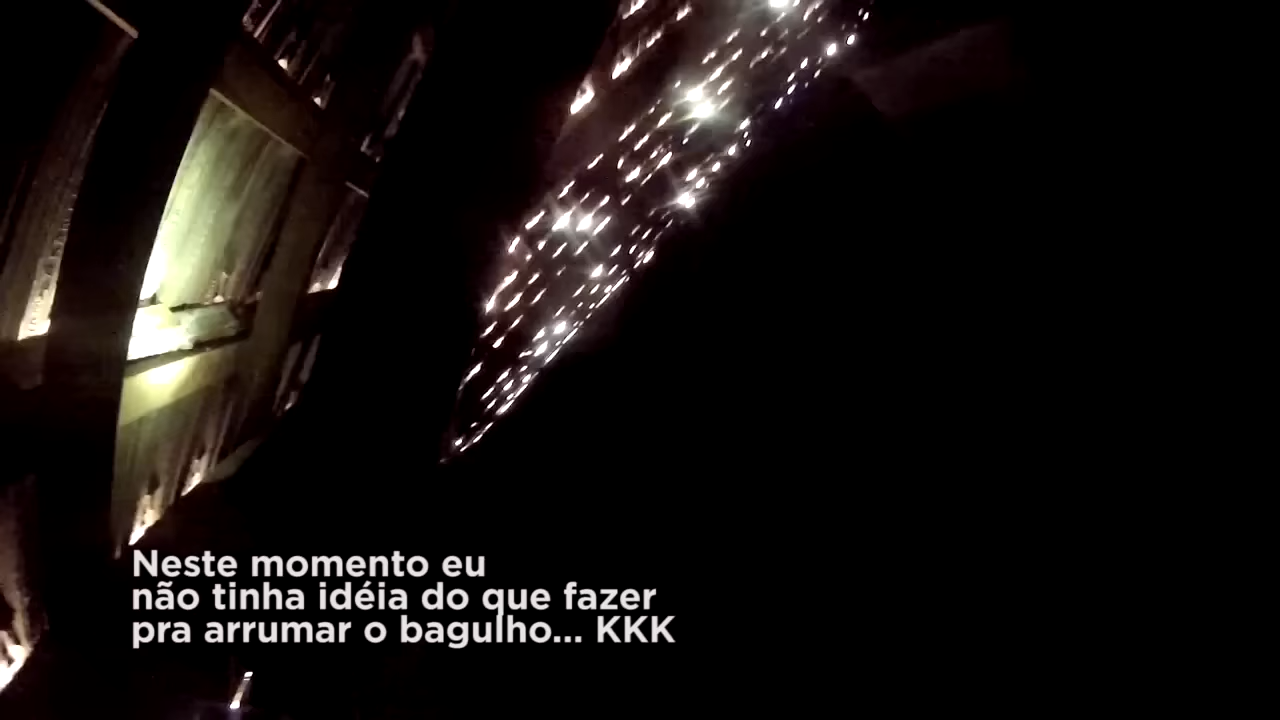 Neste momento eu
não tinha idéia do que fazer
pra arrumar o bagulho... KKK